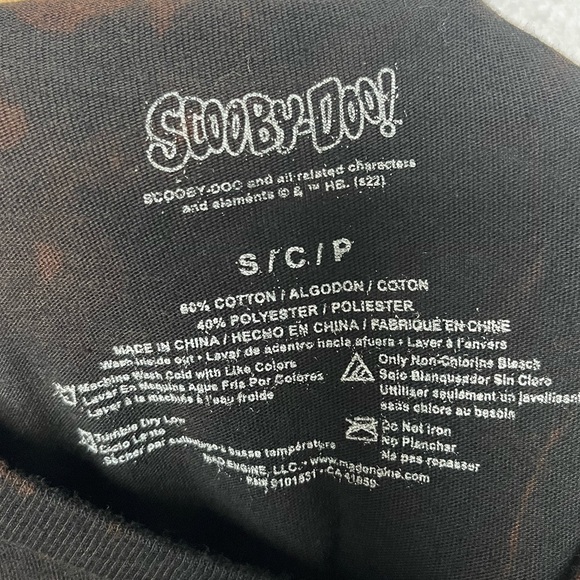 SCOOBY-DOO!
SCOOBY-DOO and all related characters
and elements © & ™ HB. (s22)
S/C/P
60% COTTON / ALGODON / COTON
40% POLYESTER / POLIESTER
MADE IN CHINA / HECHO EN CHINA / FABRIQUÉ EN CHINE
Wash inside out • Lavar de adentro hacia afuera • Laver à l'anvers
Machine Wash Cold with Like Colors
Lavar En Maquina Agua Fria Por Colores
Laver à la machine à l'eau froide
Only Non-Chlorine Bleach
Solo Blanqueador Sin Cloro
Utiliser seulement un javellisant
sans chlore au besoin
Tumble Dry Low
Sécher par culbutage à basse température
Do Not Iron
No Planchar
Ne pas repasser
MAD ENGINE, LLC. • www.madengine.com
CA 41859